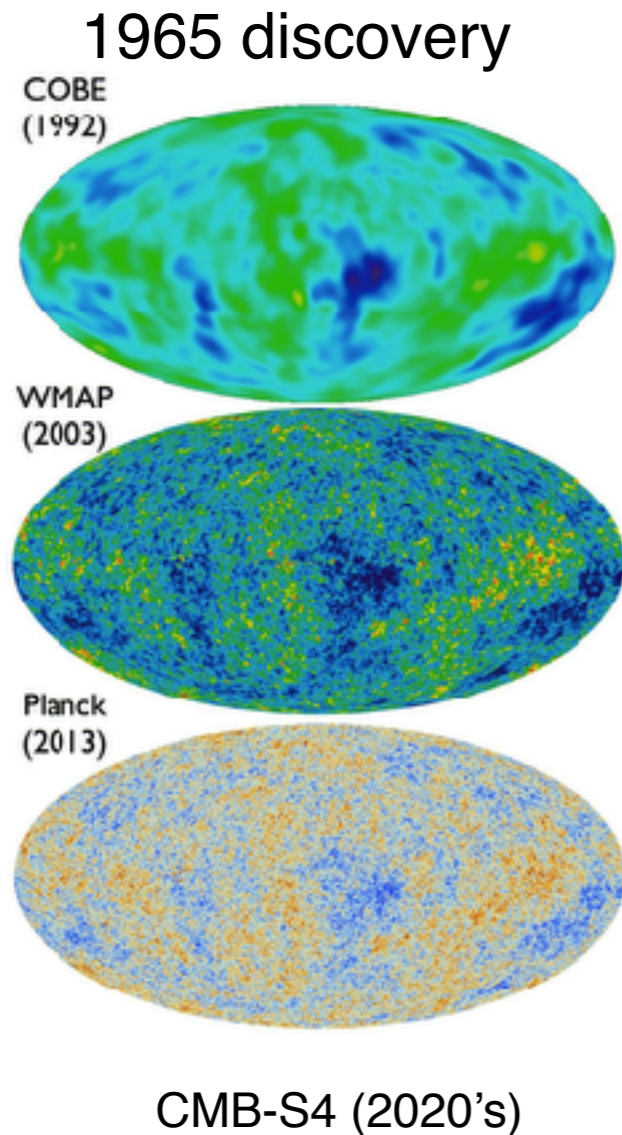 1965 discovery
COBE
(1992)
WMAP
(2003)
Planck
(2013)
CMB-S4 (2020's)